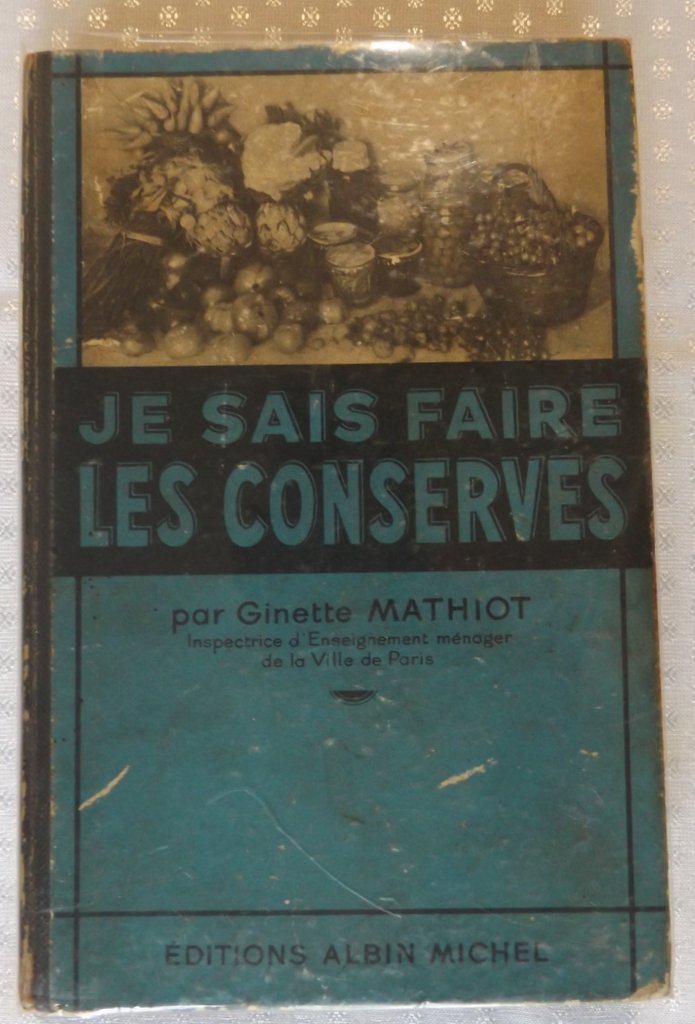 JE SAIS FAIRE
LES CONSERVES
par Ginette MATHIOT
Inspectrice d'Enseignement ménager
de la Ville de Paris
ÉDITIONS ALBIN MICHEL